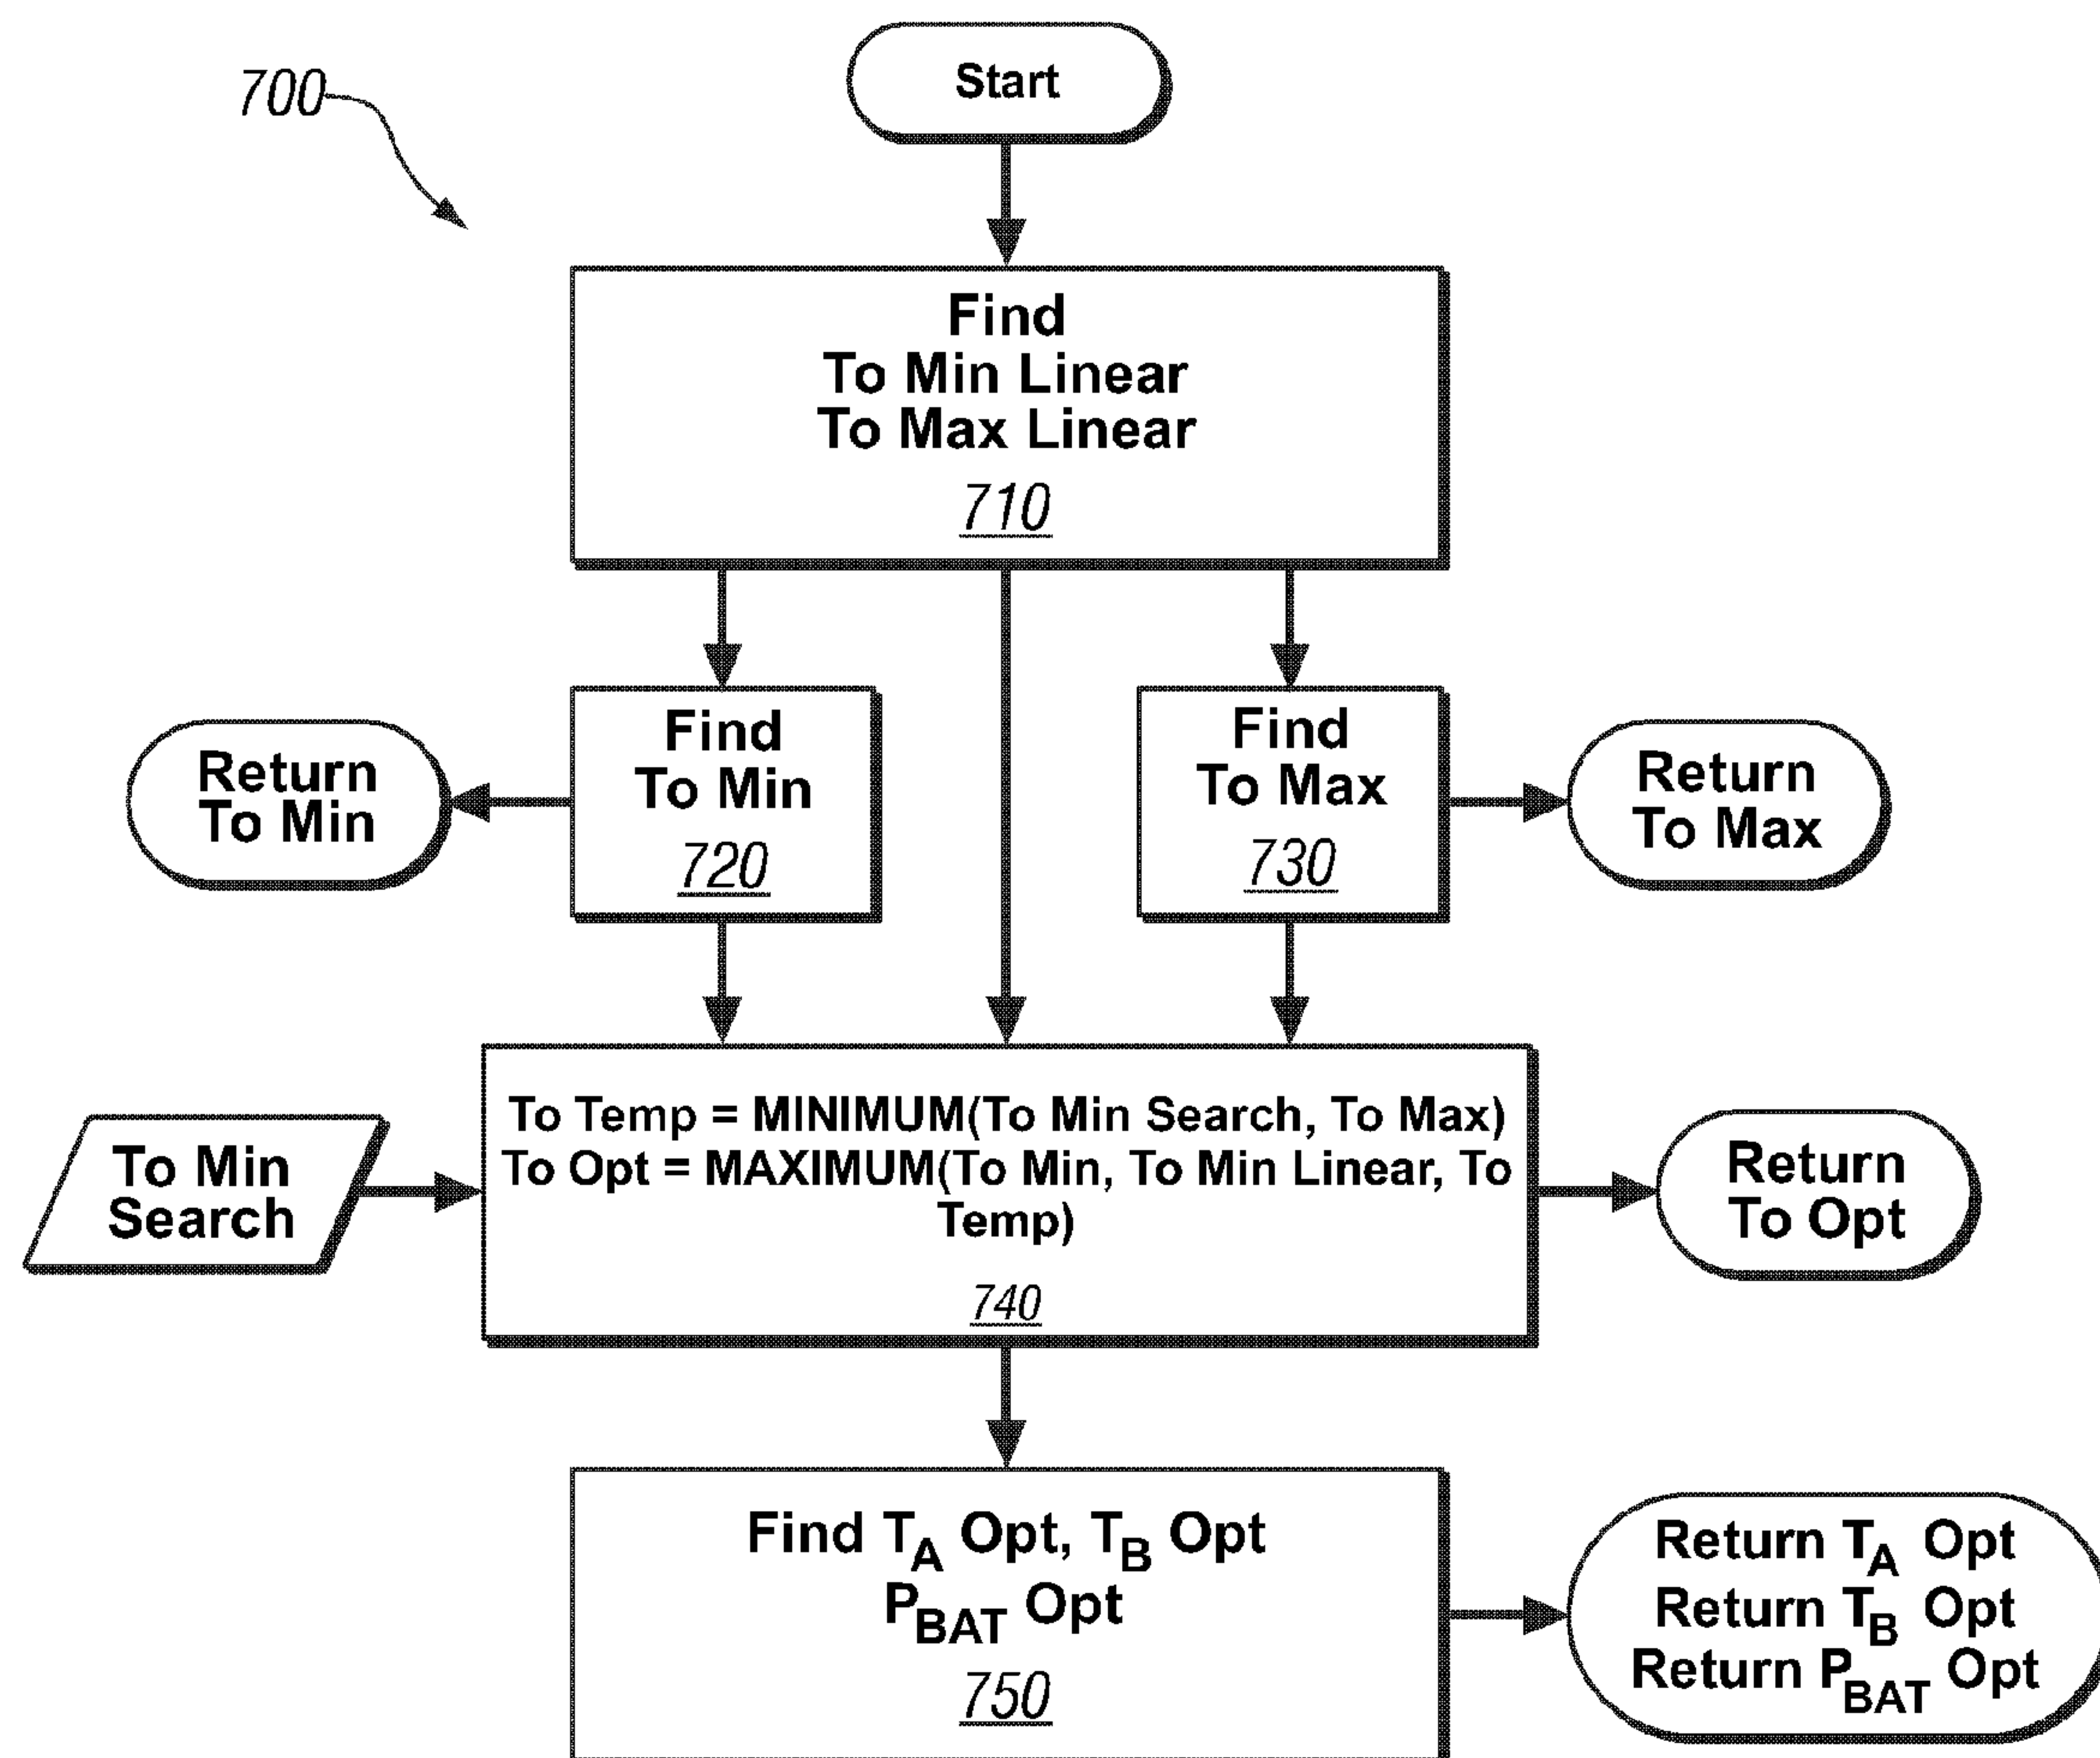 700
Start
Find
To Min Linear
To Max Linear
710
Find
To Min
720
Find
To Max
730
Return
To Min
Return
To Max
To Min
Search
To Temp = MINIMUM(To Min Search, To Max)
To Opt = MAXIMUM(To Min, To Min Linear, To
Temp)
740
Return
To Opt
Find TA Opt, TB Opt
PBAT Opt
750
Return TA Opt
Return TB Opt
Return PBAT Opt